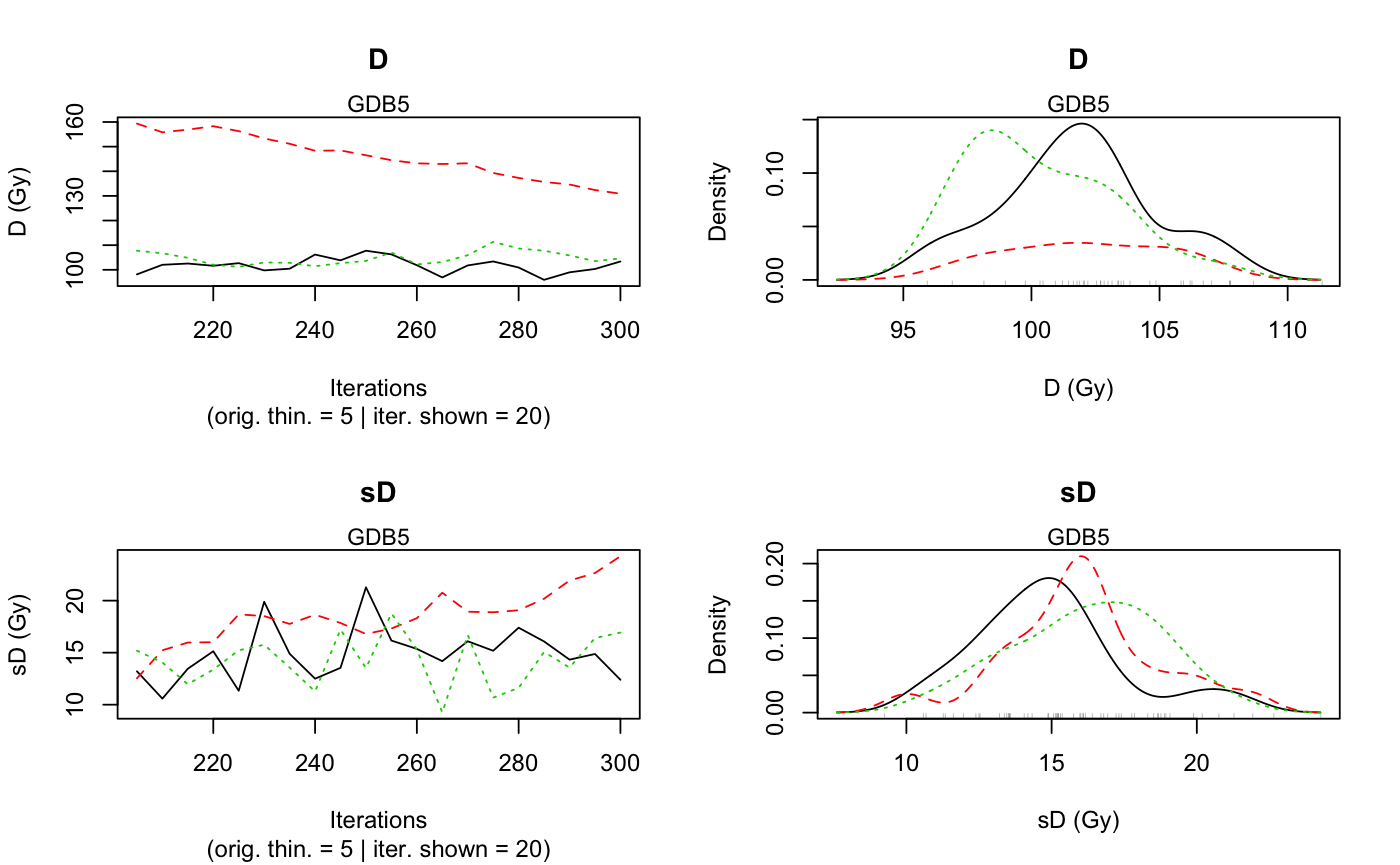 D
GDB5
D (Gy)
160
130
100
220 240 260 280 300
Iterations
(orig. thin. = 5 | iter. shown = 20)
D
GDB5
Density
0.10
0.00
95 100 105 110
D (Gy)
sD
GDB5
sD (Gy)
20
15
10
220 240 260 280 300
Iterations
(orig. thin. = 5 | iter. shown = 20)
sD
GDB5
Density
0.20
0.10
0.00
10 15 20
sD (Gy)